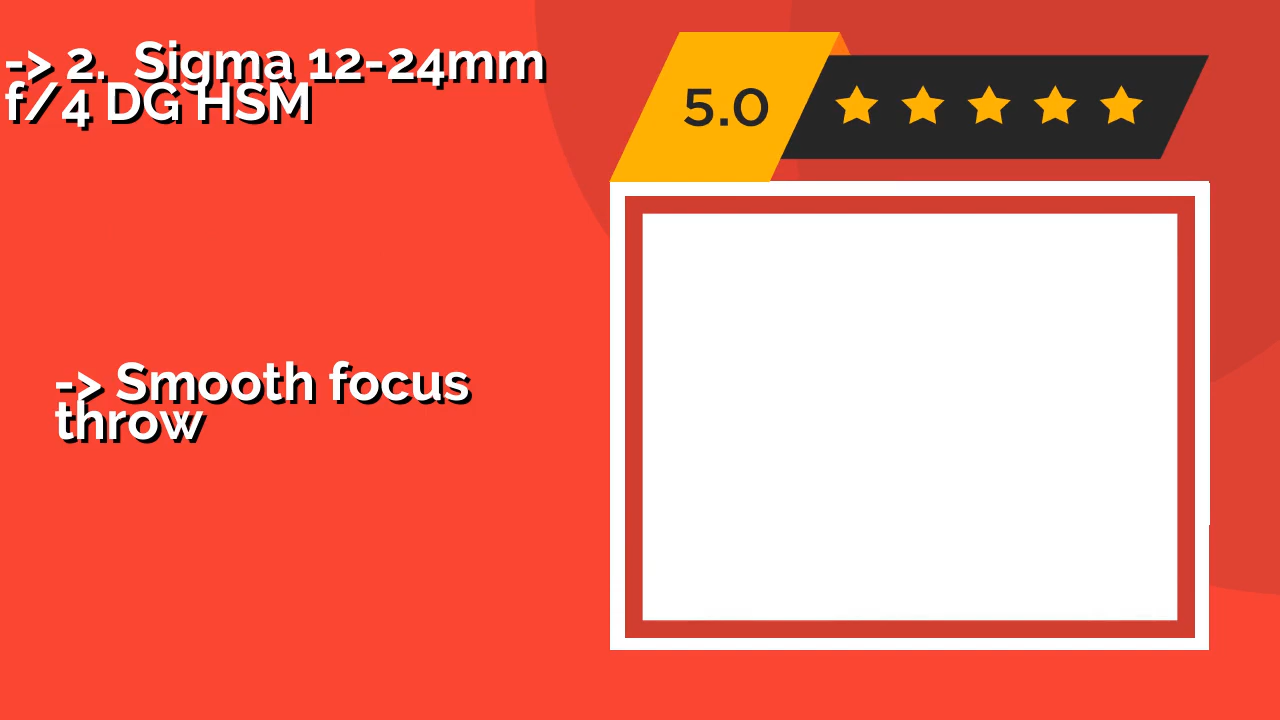 -> 2.  Sigma 12-24mm
f/4 DG HSM
5.0
-> Smooth focus
throw